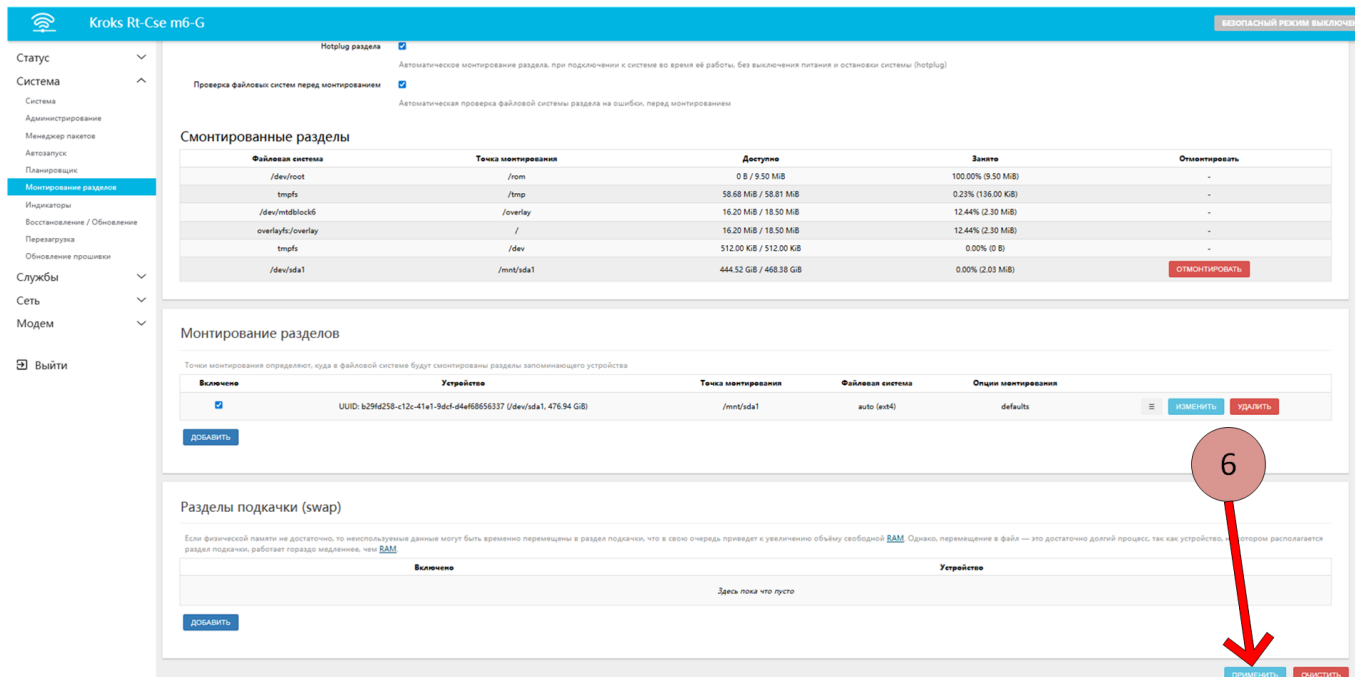 Kroks Rt-Cse m6-G
БЕЗОПАСНЫЙ РЕЖИМ ВЫКЛЮЧЕН
Статус
Система
Система
Администрирование
Менеджер пакетов
Автозапуск
Планировщик
Монтирование разделов
Индикаторы
Восстановление / Обновление
Перезагрузка
Обновление прошивки
Службы
Сеть
Модем
Выйти
Hotplug раздела
Автоматическое монтирование раздела, при подключении к системе во время её работы, без выключения питания и остановки системы (hotplug)
Проверка файловых систем перед монтированием
Автоматическая проверка файловой системы раздела на ошибки, перед монтированием
Смонтированные разделы
Файловая система Точка монтирования Доступно Занято Отмонтировать
/dev/root /rom 0 B / 9.50 MiB 100.00% (9.50 MiB) -
tmpfs /tmp 58.68 MiB / 58.81 MiB 0.23% (136.00 KiB) -
/dev/mtdblock6 /overlay 16.20 MiB / 18.50 MiB 12.44% (2.30 MiB) -
overlayfs:/overlay / 16.20 MiB / 18.50 MiB 12.44% (2.30 MiB) -
tmpfs /dev 512.00 KiB / 512.00 KiB 0.00% (0 B) -
/dev/sda1 /mnt/sda1 444.52 GiB / 468.38 GiB 0.00% (2.03 MiB) ОТМОНТИРОВАТЬ
Монтирование разделов
Точки монтирования определяют, куда в файловой системе будут смонтированы разделы запоминающего устройства
Включено Устройство Точка монтирования Файловая система Опции монтирования
UUID: b29fd258-c12c-41e1-9dcf-d4ef68656337 (/dev/sda1, 476.94 GiB) /mnt/sda1 auto (ext4) defaults ☰ ИЗМЕНИТЬ УДАЛИТЬ
ДОБАВИТЬ
6
Разделы подкачки (swap)
Если физической памяти не достаточно, то неиспользуемые данные могут быть временно перемещены в раздел подкачки, что в свою очередь приведет к увеличению объёму свободной RAM. Однако, перемещение в файл — это достаточно долгий процесс, так как устройство, на котором располагается
раздел подкачки, работает гораздо медленнее, чем RAM.
Включено Устройство
Здесь пока что пусто
ДОБАВИТЬ
ПРИМЕНИТЬ ОЧИСТИТЬ